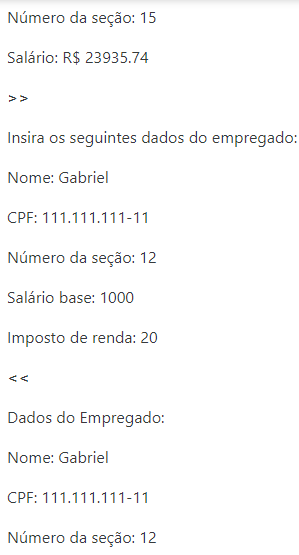 Número da seção: 15
Salário: R$ 23935.74
>>
Insira os seguintes dados do empregado:
Nome: Gabriel
CPF: 111.111.111-11
Número da seção: 12
Salário base: 1000
Imposto de renda: 20
<<
Dados do Empregado:
Nome: Gabriel
CPF: 111.111.111-11
Número da seção: 12